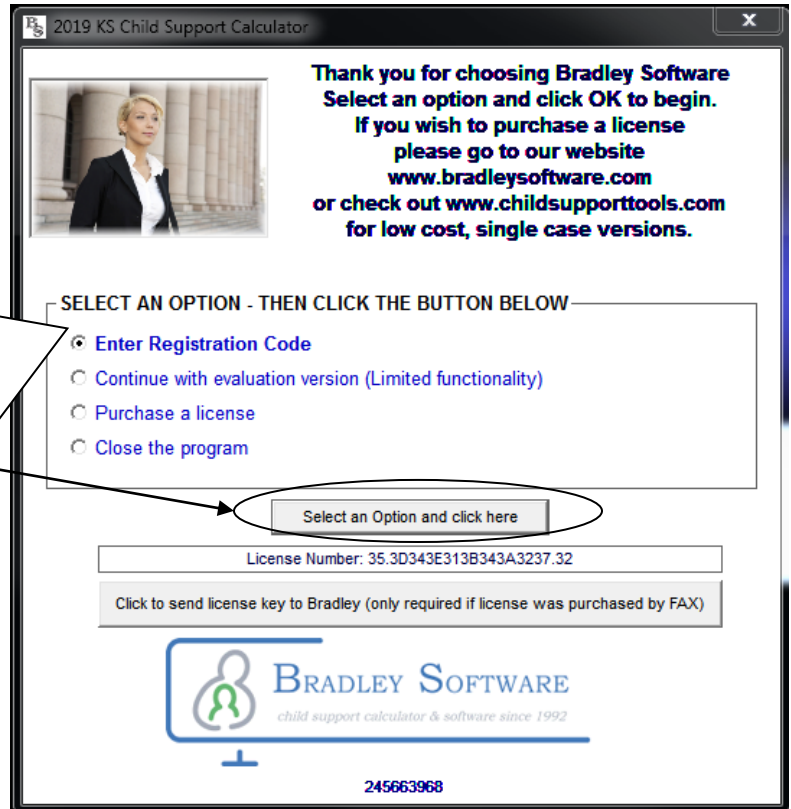 2019 KS Child Support Calculator
Thank you for choosing Bradley Software
Select an option and click OK to begin.
If you wish to purchase a license
please go to our website
www.bradleysoftware.com
or check out www.childsupporttools.com
for low cost, single case versions.
SELECT AN OPTION - THEN CLICK THE BUTTON BELOW
Enter Registration Code
Continue with evaluation version (Limited functionality)
Purchase a license
Close the program
Select an Option and click here
License Number: 35.3D343E313B343A3237.32
Click to send license key to Bradley (only required if license was purchased by FAX)
BRADLEY SOFTWARE
child support calculator & software since 1992
245663968